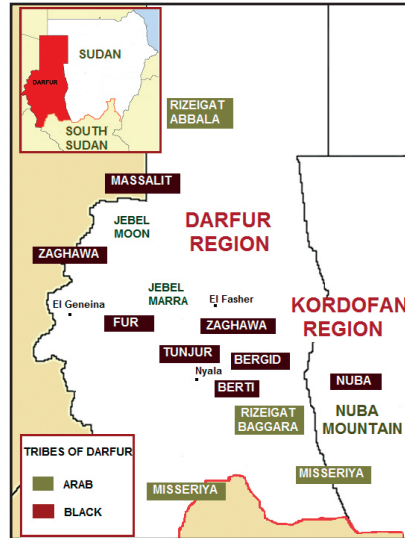 SUDAN
DARFUR
SOUTH
SUDAN
RIZEIGAT
ABBALA
MASSALIT
JEBEL
MOON
DARFUR
REGION
ZAGHAWA
JEBEL
MARRA
El Geneina
El Fasher
KORDOFAN
REGION
FUR
ZAGHAWA
TUNJUR
BERGID
Nyala
BERTI
NUBA
RIZEIGAT
BAGGARA
NUBA
MOUNTAIN
TRIBES OF DARFUR
ARAB
BLACK
MISSERIYA
MISSERIYA